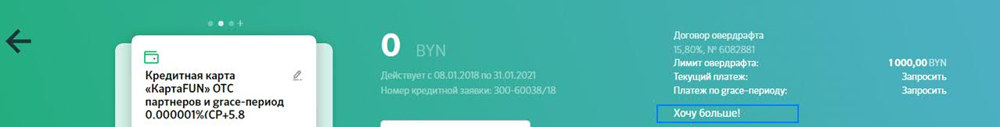 Кредитная карта
«КартаFUN» ОТС
партнеров и grace-период
0.000001%(СР+5.8
0 BYN
Действует с 08.01.2018 по 31.01.2021
Номер кредитной заявки: 300-60038/18
Договор овердрафта
15,80%, № 6082881
Лимит овердрафта: 1 000,00 BYN
Текущий платеж: Запросить
Платеж по grace-периоду: Запросить
Хочу больше!